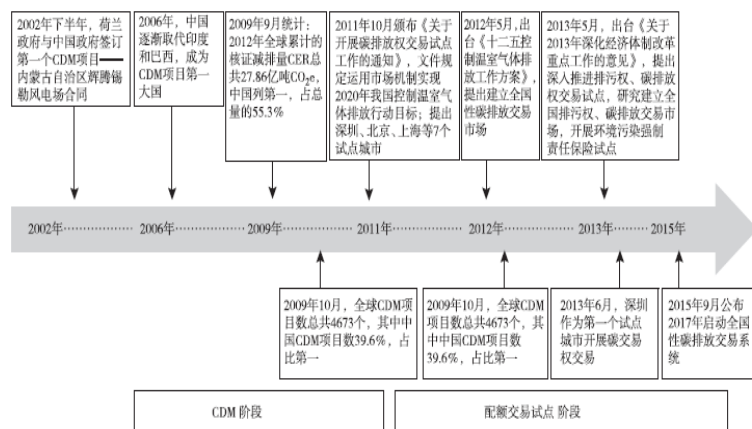 2002年下半年，荷兰
政府与中国政府签订
第一个CDM项目——
内蒙古自治区辉腾锡
勒风电场合同
2006年，中国
逐渐取代印度
和巴西，成为
CDM项目第一
大国
2009年9月统计：
2012年全球累计的
核证减排量CER总
共27.86亿吨CO₂e，
中国列第一，占总
量的55.3%
2011年10月颁布《关于
开展碳排放权交易试点
工作的通知》，文件规
定运用市场机制实现
2020年我国控制温室气
体排放行动目标；提出
深圳、北京、上海等7个
试点城市
2012年5月，出
台《十二五控
制温室气体排
放工作方案》，
提出建立全国
性碳排放交易
市场
2013年5月，出台《关于
2013年深化经济体制改革
重点工作的意见》，提出
深入推进排污权、碳排放
权交易试点，研究建立全
国排污权、碳排放交易市
场，开展环境污染强制
责任保险试点
2002年 2006年 2009年 2011年 2012年 2013年 2015年
2009年10月，全球CDM
项目数总共4673个，其中中
国CDM项目数39.6%，占
比第一
2009年10月，全球CDM
项目数总共4673个，其
中中国CDM项目数
39.6%，占比第一
2013年6月，深圳
作为第一个试点
城市开展碳交易
权交易
2015年9月公布
2017年启动全国
性碳排放交易系
统
CDM 阶段
配额交易试点 阶段